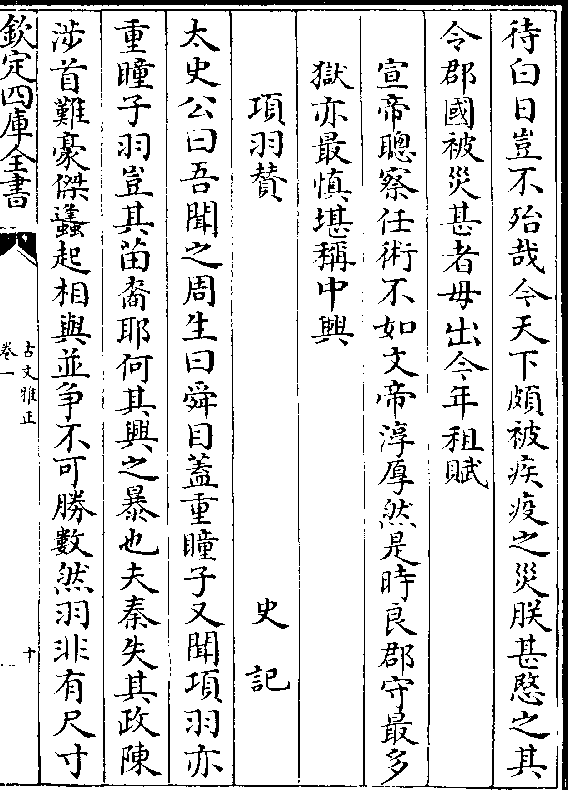 待白日豈不殆哉今天下頗被疾疫之災朕甚愍之其
令郡國被災甚者毋出今年租賦
宣帝聰察任術不如文帝淳厚然是時良郡守最多
獄亦最慎堪稱中興
項羽贊 史記
太史公曰吾聞之周生曰舜目蓋重瞳子又聞項羽亦
重瞳子羽豈其苗裔耶何其興之暴也夫秦失其政陳
涉首難豪傑蠭起相與並争不可勝數然羽非有尺寸
欽定四庫全書
古文雅正
卷一
十